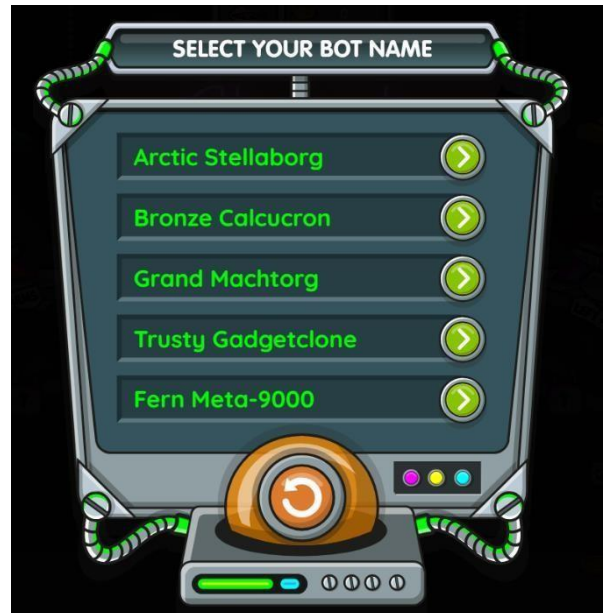 SELECT YOUR BOT NAME
Arctic Stellaborg
Bronze Calcucron
Grand Machtorg
Trusty Gadgetclone
Fern Meta-9000